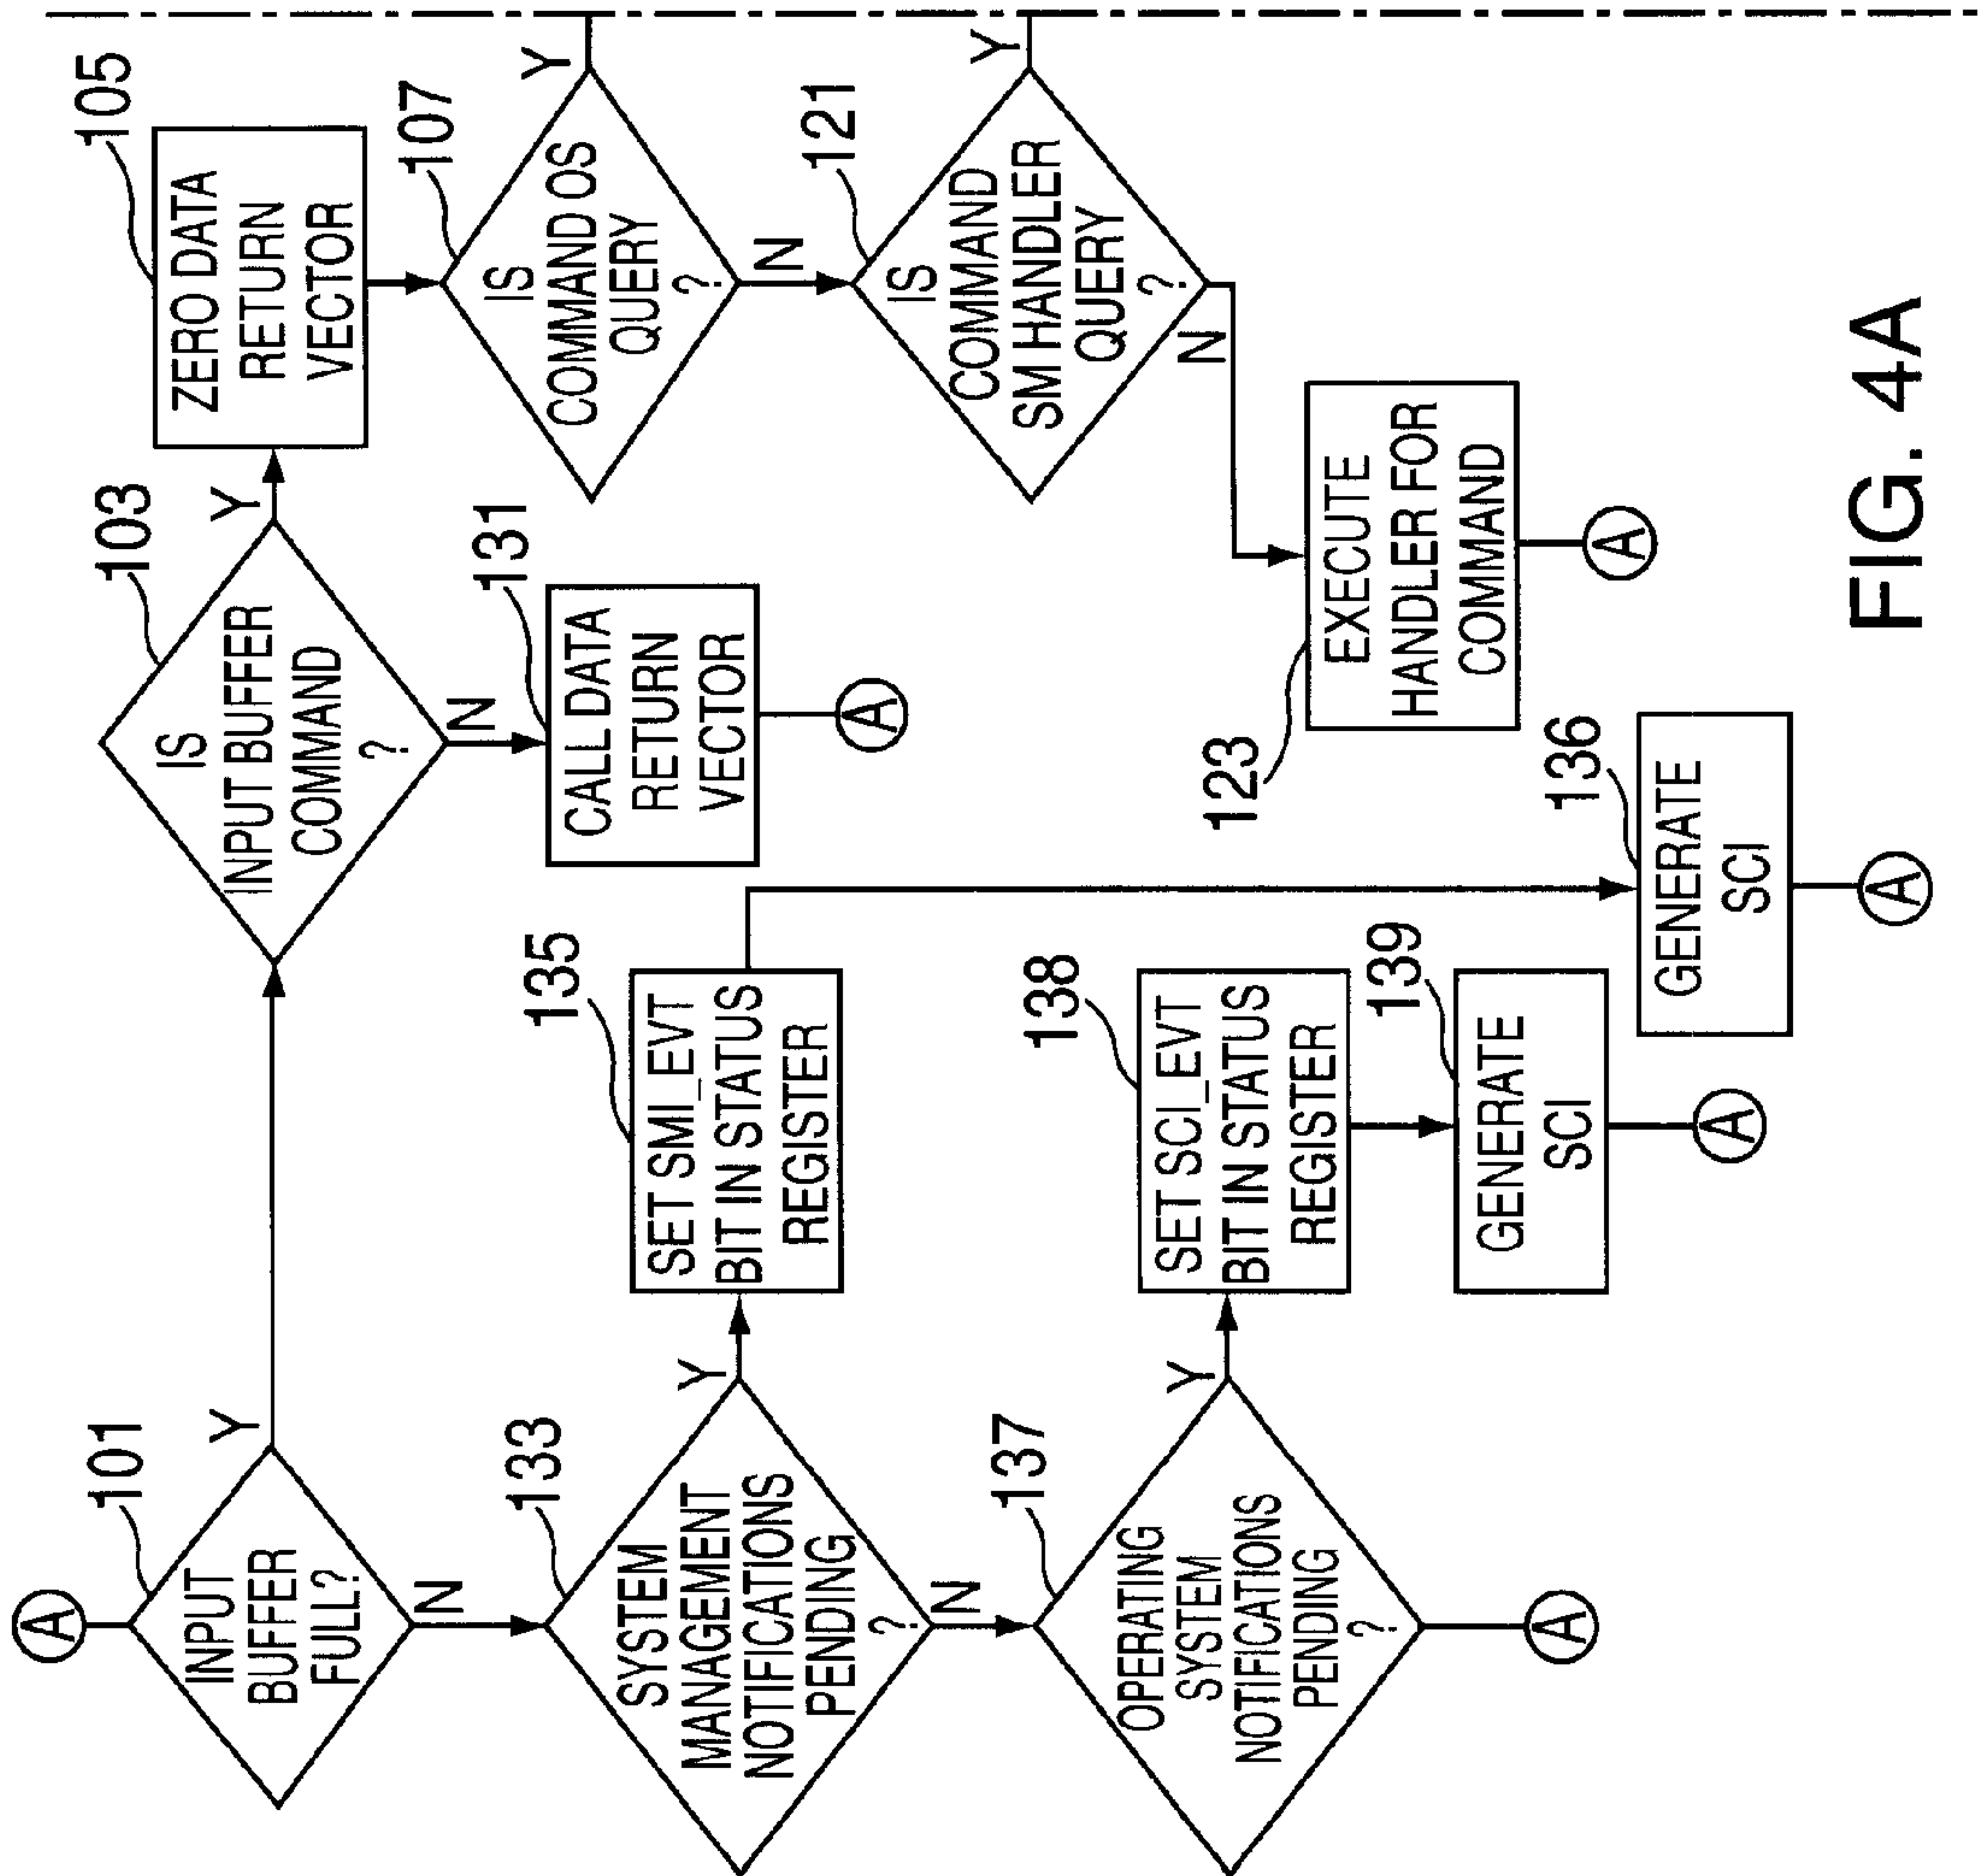 A
101
INPUT
BUFFER
FULL?
Y
N
103
IS
INPUT BUFFER
COMMAND
?
Y
N
105
ZERO DATA
RETURN
VECTOR
107
IS
COMMAND OS
QUERY
?
Y
N
121
IS
COMMAND
SM HANDLER
QUERY
?
Y
N
123
EXECUTE
HANDLER FOR
COMMAND
A
131
CALL DATA
RETURN
VECTOR
A
133
SYSTEM
MANAGEMENT
NOTIFICATIONS
PENDING
?
Y
N
135
SET SMI_EVT
BIT IN STATUS
REGISTER
136
GENERATE
SCI
A
137
OPERATING
SYSTEM
NOTIFICATIONS
PENDING
?
Y
A
138
SET SCI_EVT
BIT IN STATUS
REGISTER
139
GENERATE
SCI
A
FIG. 4A